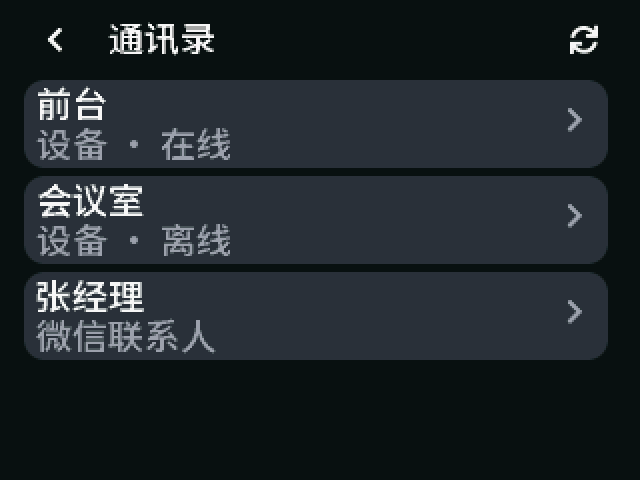 通讯录
前台
设备 · 在线
会议室
设备 · 离线
张经理
微信联系人